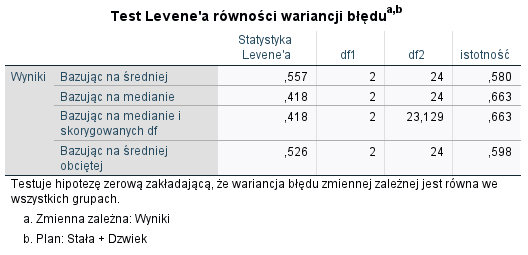 Test Levene'a równości wariancji błędu a,b
Statystyka Levene'a df1 df2 istotność
Wyniki Bazując na średniej ,557 2 24 ,580
Bazując na medianie ,418 2 24 ,663
Bazując na medianie i skorygowanych df ,418 2 23,129 ,663
Bazując na średniej obciętej ,526 2 24 ,598
Testuje hipotezę zerową zakładającą, że wariancja błędu zmiennej zależnej jest równa we
wszystkich grupach.
a. Zmienna zależna: Wyniki
b. Plan: Stała + Dzwiek